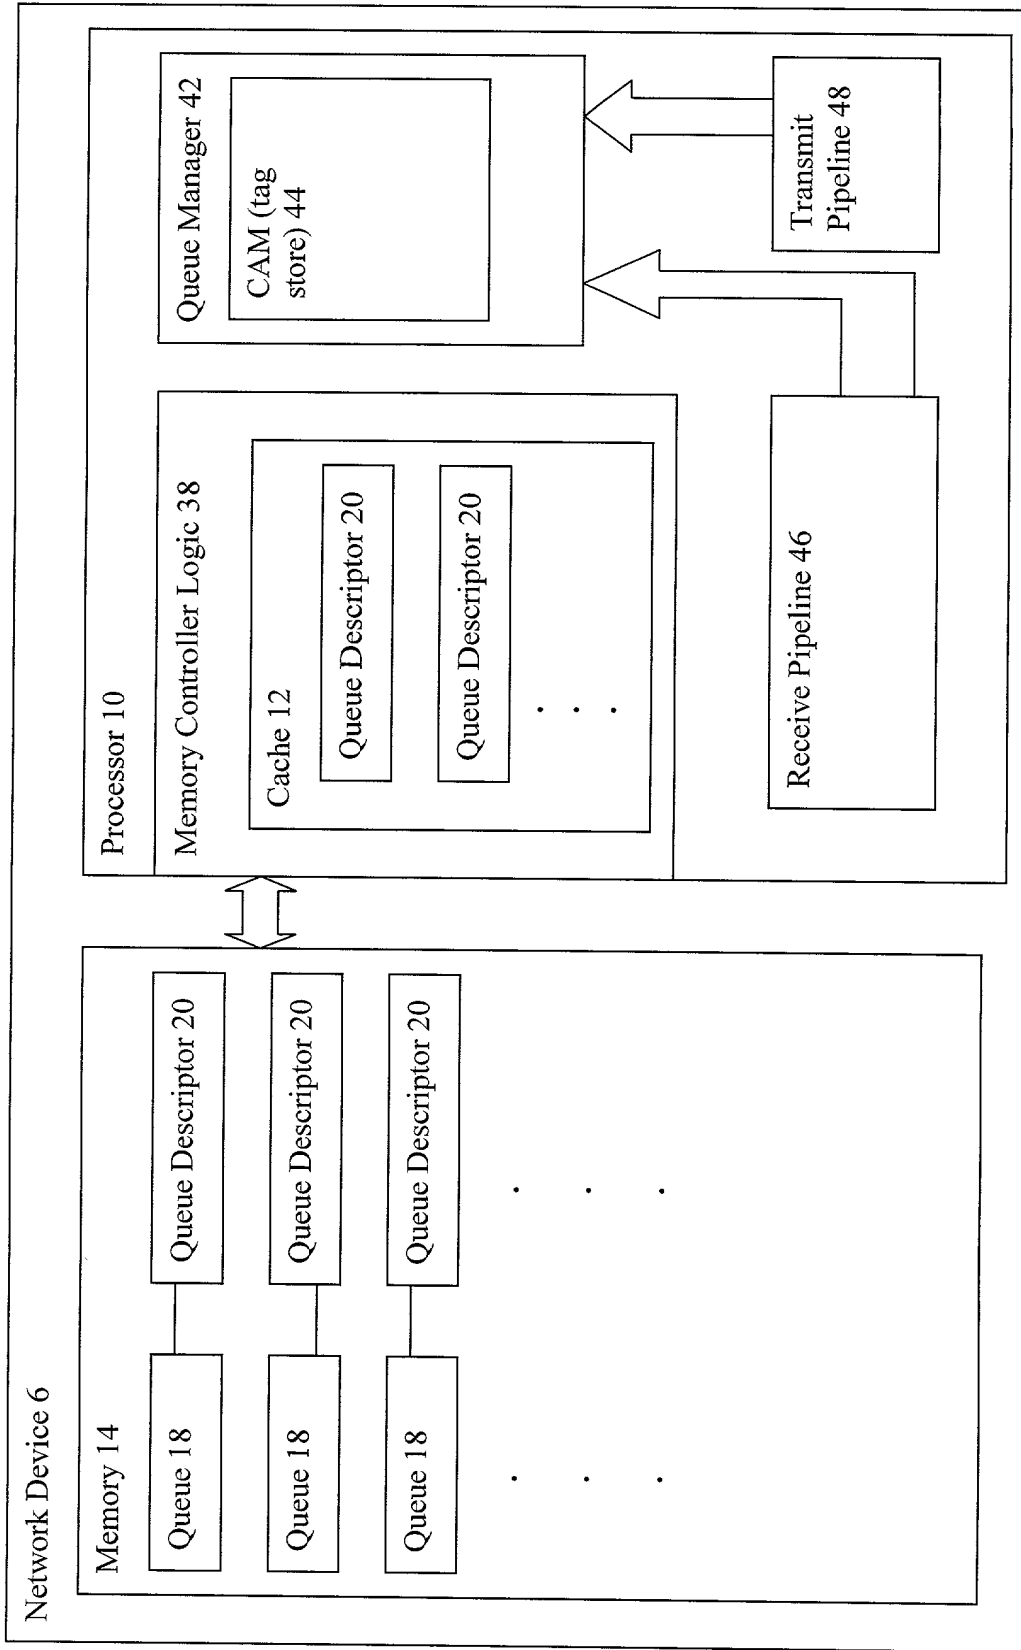 Network Device 6
Memory 14
Queue 18
Queue Descriptor 20
Queue 18
Queue Descriptor 20
Queue 18
Queue Descriptor 20
Processor 10
Memory Controller Logic 38
Cache 12
Queue Descriptor 20
Queue Descriptor 20
Queue Manager 42
CAM (tag
store) 44
Receive Pipeline 46
Transmit
Pipeline 48